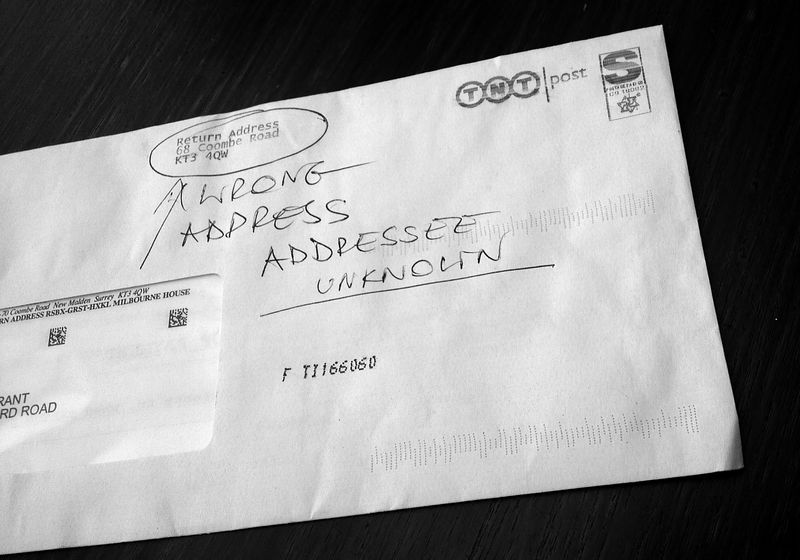 TNT post
S
Return Address
68 Coombe Road
KT3 4QW
WRONG
ADDRESS
ADDRESSEE
UNKNOWN
-70 Coombe Road New Malden Surrey KT3 4QW
RN ADDRESS RSBX-GRST-HXKL MILBOURNE HOUSE
RANT
RD ROAD
F TI166060